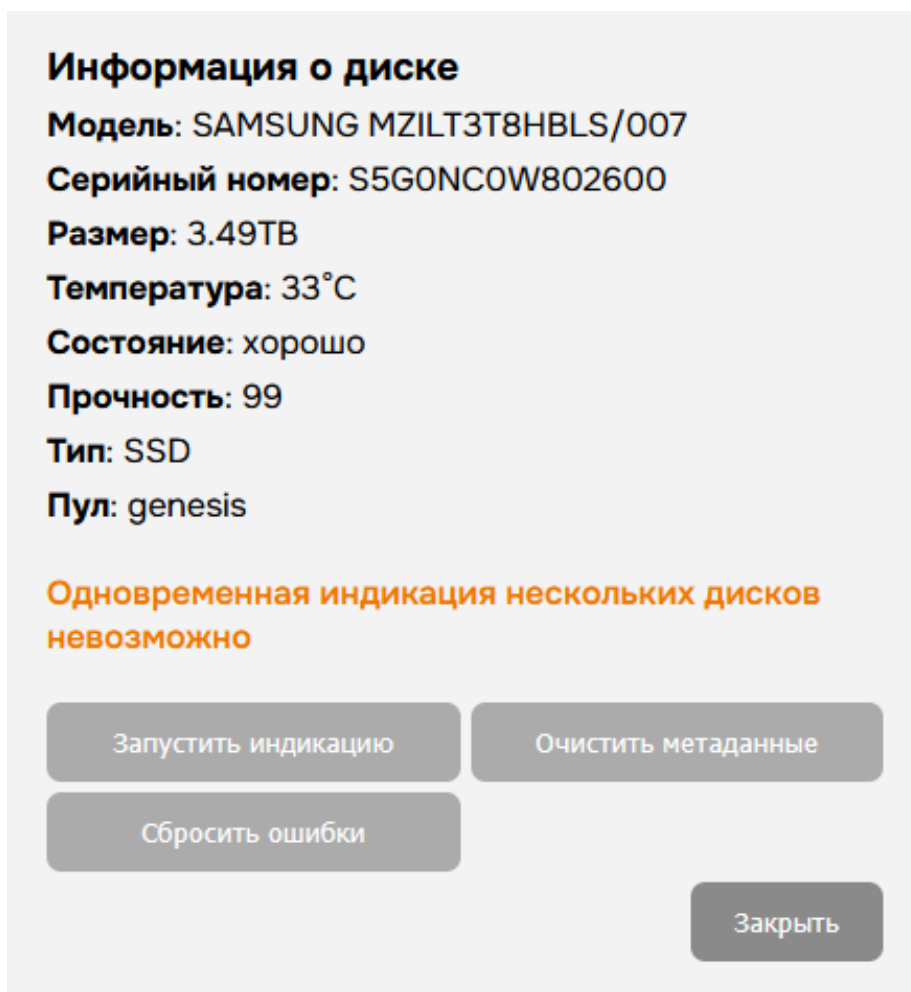 Информация о диске
Модель: SAMSUNG MZILT3T8HBLS/007
Серийный номер: S5G0NC0W802600
Размер: 3.49TB
Температура: 33°C
Состояние: хорошо
Прочность: 99
Тип: SSD
Пул: genesis
Одновременная индикация нескольких дисков
невозможно
Запустить индикацию Очистить метаданные
Сбросить ошибки
Закрыть